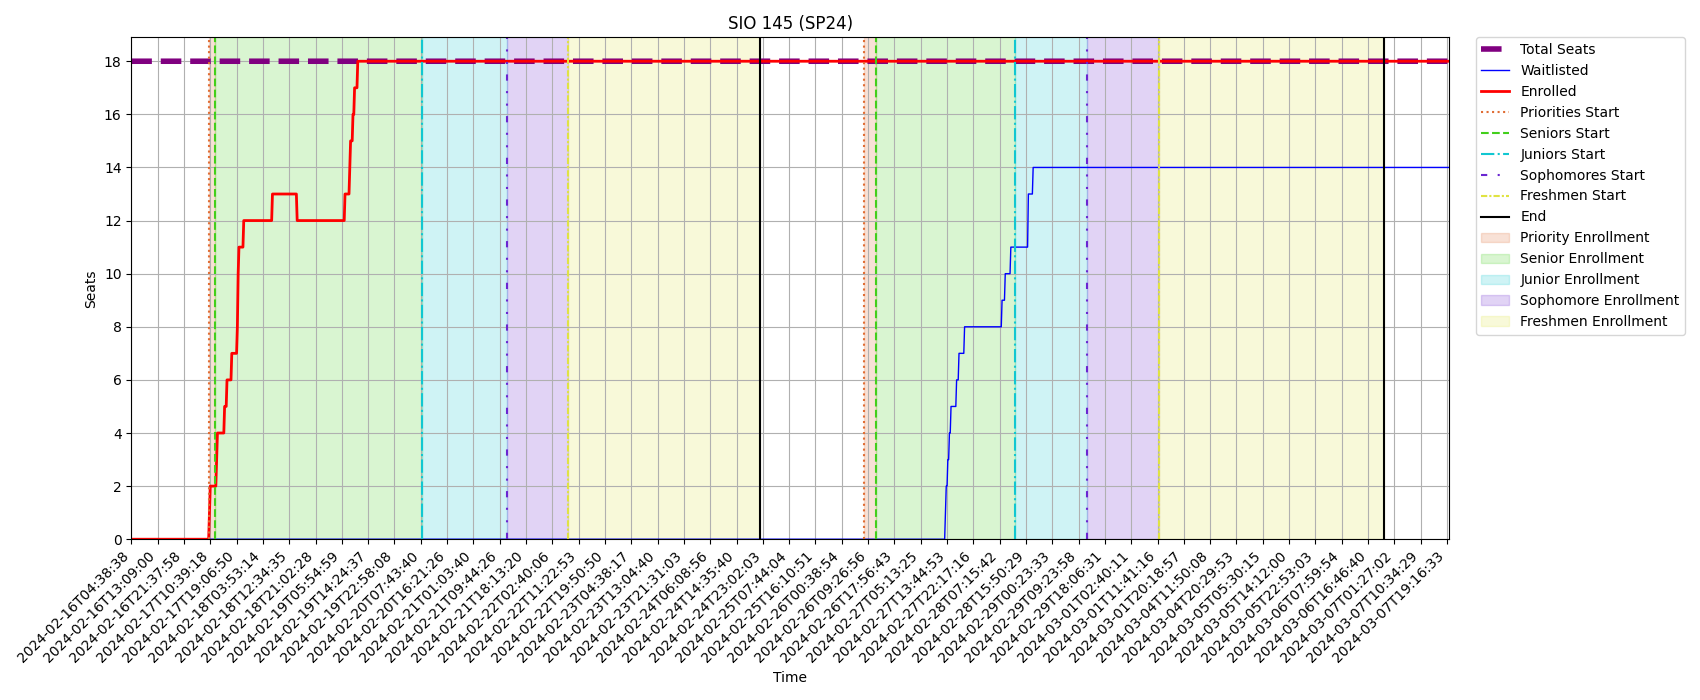 SIO 145 (SP24)
Seats
18
16
14
12
10
8
6
4
2
0
2024-02-16T04:38:38
2024-02-16T13:09:00
2024-02-16T21:37:58
2024-02-17T10:39:18
2024-02-17T19:06:50
2024-02-18T03:53:14
2024-02-18T12:34:35
2024-02-18T21:02:28
2024-02-19T05:54:59
2024-02-19T14:24:37
2024-02-19T22:58:08
2024-02-20T07:43:40
2024-02-20T16:21:26
2024-02-21T01:03:40
2024-02-21T09:44:26
2024-02-21T18:13:20
2024-02-22T02:40:06
2024-02-22T11:22:53
2024-02-22T19:50:50
2024-02-23T04:38:17
2024-02-23T13:04:40
2024-02-23T21:31:03
2024-02-24T06:08:56
2024-02-24T14:35:40
2024-02-24T23:02:03
2024-02-25T07:44:04
2024-02-25T16:10:51
2024-02-26T00:38:54
2024-02-26T09:26:56
2024-02-26T17:56:43
2024-02-27T05:13:25
2024-02-27T13:44:53
2024-02-27T22:17:16
2024-02-28T07:15:42
2024-02-28T15:50:29
2024-02-29T00:23:33
2024-02-29T09:23:58
2024-02-29T18:06:31
2024-03-01T02:40:11
2024-03-01T11:41:16
2024-03-01T20:18:57
2024-03-04T11:50:08
2024-03-04T20:29:53
2024-03-05T05:30:15
2024-03-05T14:12:00
2024-03-05T22:53:03
2024-03-06T07:59:54
2024-03-06T16:46:40
2024-03-07T01:27:02
2024-03-07T10:34:29
2024-03-07T19:16:33
Time
Total Seats
Waitlisted
Enrolled
Priorities Start
Seniors Start
Juniors Start
Sophomores Start
Freshmen Start
End
Priority Enrollment
Senior Enrollment
Junior Enrollment
Sophomore Enrollment
Freshmen Enrollment